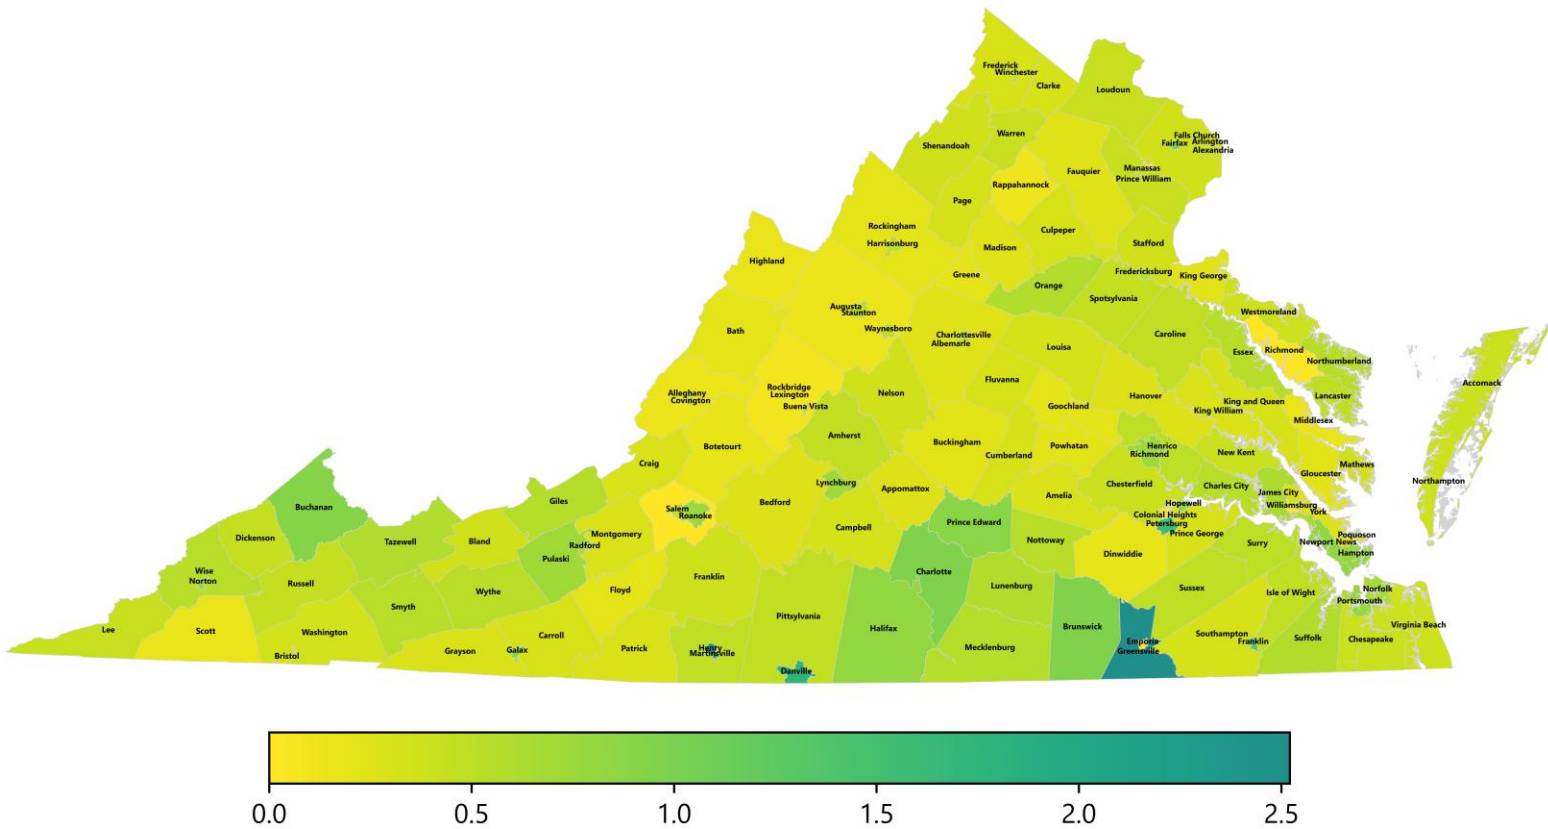 Frederick
Winchester
Clarke
Loudoun
Warren
Shenandoah
Falls Church
Fairfax
Arlington
Alexandria
Fauquier
Manassas
Prince William
Rappahannock
Page
Rockingham
Harrisonburg
Culpeper
Madison
Stafford
Highland
Greene
Fredericksburg
King George
Orange
Spotsylvania
Augusta
Staunton
Westmoreland
Waynesboro
Bath
Charlottesville
Albemarle
Caroline
Louisa
Essex
Richmond
Northumberland
Accomack
Fluvanna
Rockbridge
Lexington
Alleghany
Covington
Nelson
Hanover
Lancaster
Buena Vista
Goochland
King and Queen
King William
Middlesex
Amherst
Botetourt
Buckingham
Powhatan
Henrico
Richmond
Cumberland
New Kent
Craig
Mathews
Gloucester
Northampton
Lynchburg
Appomattox
Chesterfield
Charles City
James City
Giles
Bedford
Amelia
Williamsburg
Buchanan
Salem
Roanoke
Hopewell
York
Colonial Heights
Petersburg
Prince George
Campbell
Prince Edward
Dickenson
Tazewell
Bland
Montgomery
Radford
Nottoway
Poquoson
Newport News
Surry
Hampton
Pulaski
Dinwiddie
Wise
Norton
Charlotte
Franklin
Russell
Wythe
Floyd
Lunenburg
Sussex
Isle of Wight
Norfolk
Portsmouth
Smyth
Pittsylvania
Lee
Scott
Washington
Carroll
Halifax
Brunswick
Virginia Beach
Southampton
Suffolk
Chesapeake
Emporia
Greensville
Franklin
Bristol
Grayson
Galax
Patrick
Henry
Martinsville
Mecklenburg
Danville
0.0 0.5 1.0 1.5 2.0 2.5